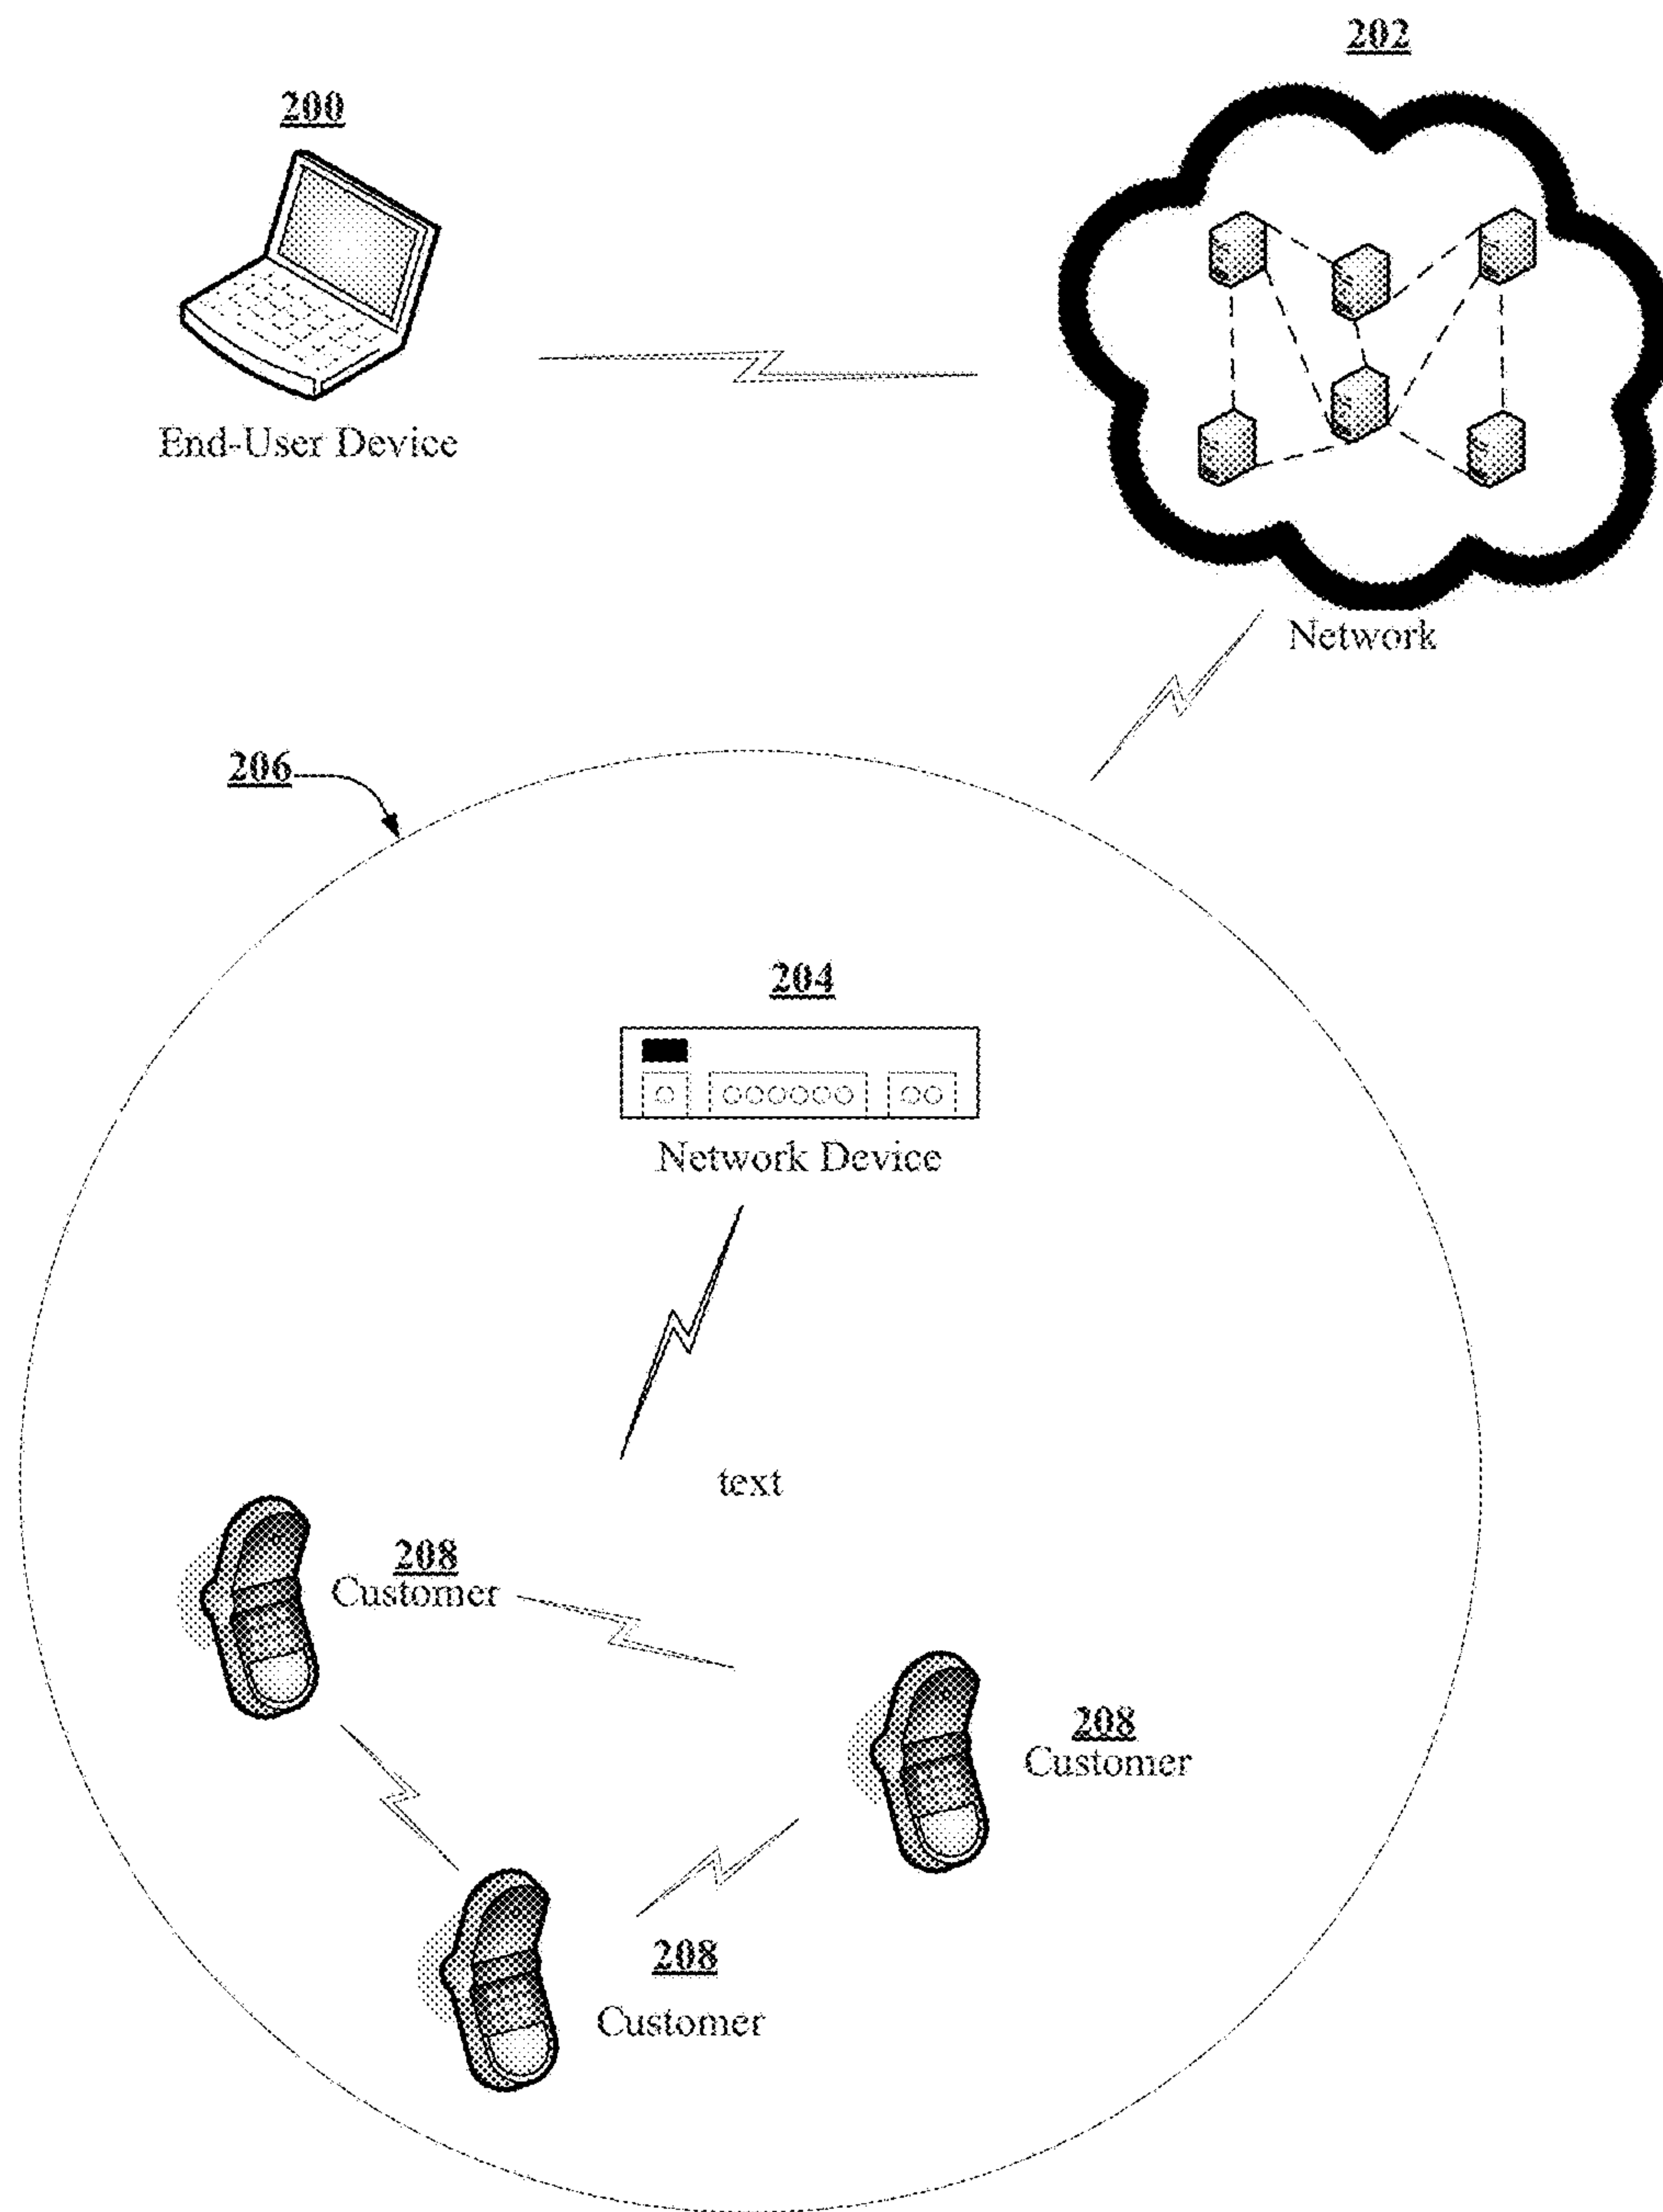 202
200
End-User Device
Network
206
204
Network Device
text
208
Customer
208
Customer
208
Customer